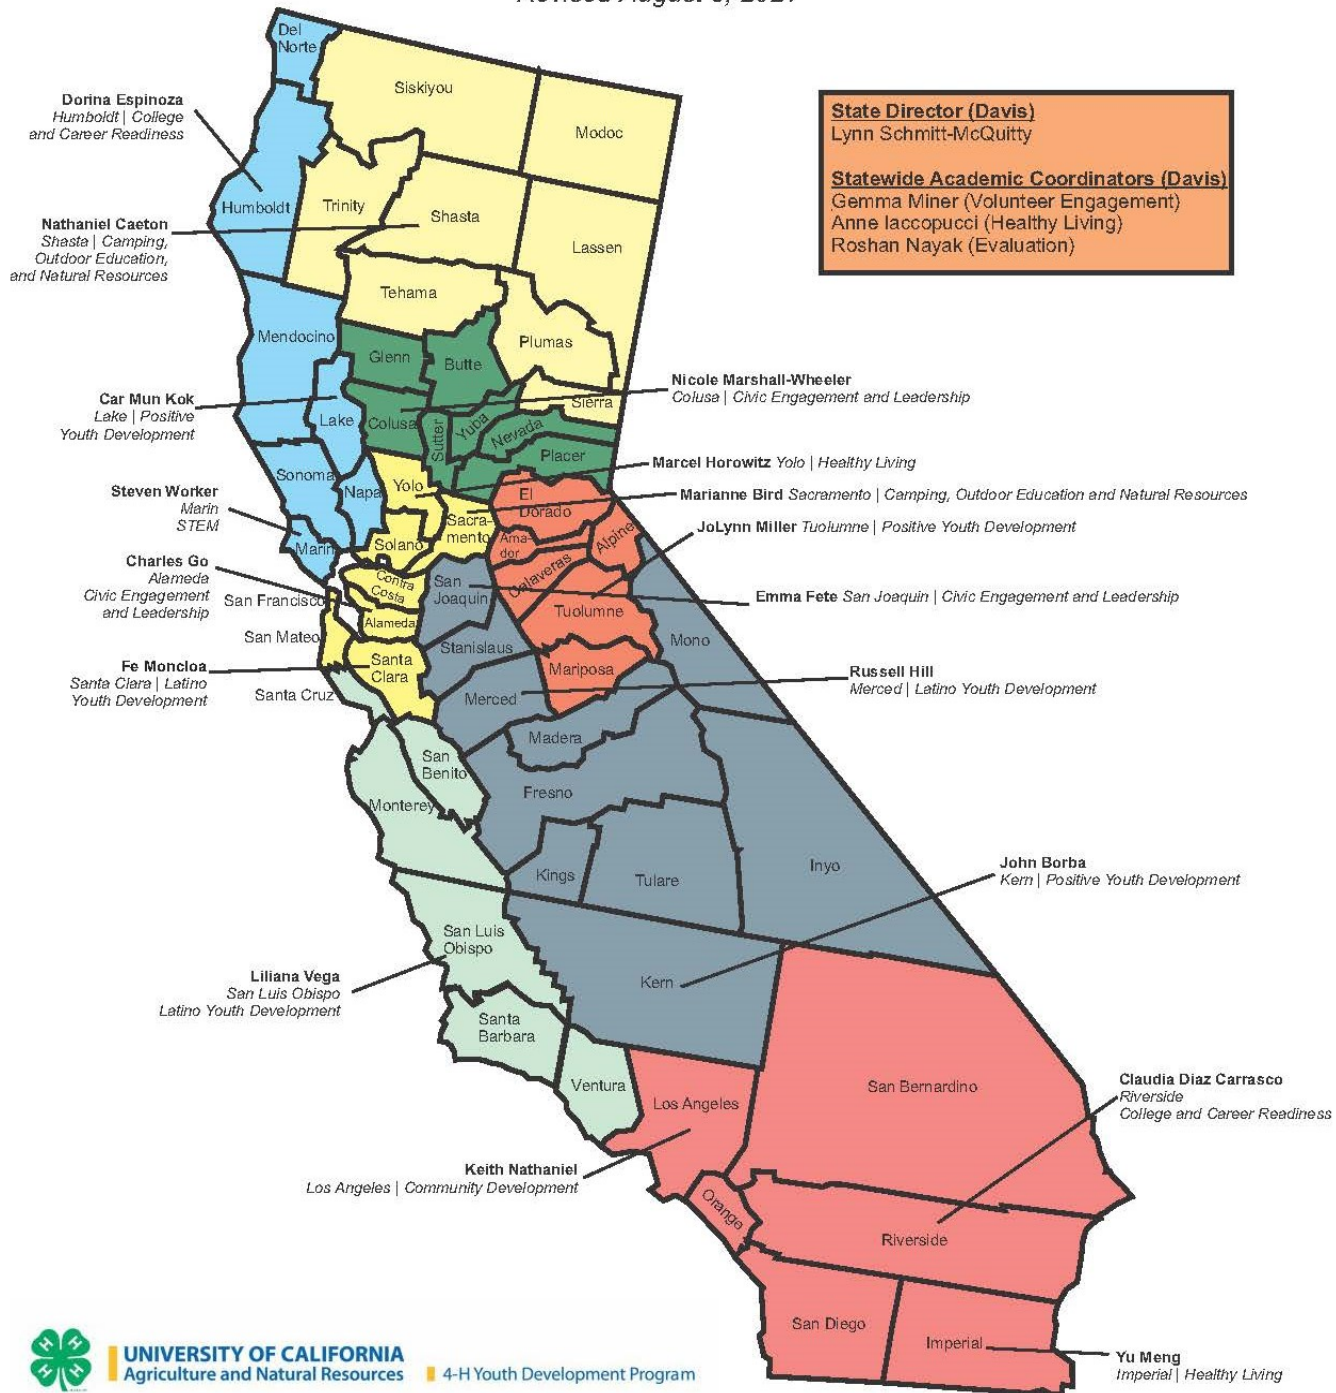 Revised August 2021
Del
Norte
Siskiyou
Modoc
Dorina Espinoza
Humboldt | College
and Career Readiness
State Director (Davis)
Lynn Schmitt-McQuitty
Statewide Academic Coordinators (Davis)
Gemma Miner (Volunteer Engagement)
Anne Iaccopucci (Healthy Living)
Roshan Nayak (Evaluation)
Humboldt
Trinity
Shasta
Lassen
Nathaniel Caeton
Shasta | Camping,
Outdoor Education,
and Natural Resources
Tehama
Mendocino
Glenn
Butte
Plumas
Nicole Marshall-Wheeler
Colusa | Civic Engagement and Leadership
Car Mun Kok
Lake | Positive
Youth Development
Lake
Colusa
Sutter
Yuba
Nevada
Sierra
Placer
Marcel Horowitz Yolo | Healthy Living
Sonoma
Napa
Yolo
El
Dorado
Marianne Bird Sacramento | Camping, Outdoor Education and Natural Resources
Steven Worker
Marin
STEM
Marin
Solano
Sacra-
mento
Ama-
dor
Alpine
JoLynn Miller Tuolumne | Positive Youth Development
Charles Go
Alameda
Civic Engagement
and Leadership
San Francisco
Contra
Costa
San
Joaquin
Calaveras
Emma Fete San Joaquin | Civic Engagement and Leadership
San Mateo
Alameda
Tuolumne
Stanislaus
Mono
Fe Moncloa
Santa Clara | Latino
Youth Development
Santa
Clara
Mariposa
Russell Hill
Merced | Latino Youth Development
Santa Cruz
Merced
Madera
San
Benito
Monterey
Fresno
Kings
Tulare
Inyo
John Borba
Kern | Positive Youth Development
San Luis
Obispo
Liliana Vega
San Luis Obispo
Latino Youth Development
Kern
Santa
Barbara
Ventura
Los Angeles
San Bernardino
Claudia Diaz Carrasco
Riverside
College and Career Readiness
Keith Nathaniel
Los Angeles | Community Development
Orange
Riverside
San Diego
Imperial
Yu Meng
Imperial | Healthy Living
H H
H H
UNIVERSITY OF CALIFORNIA
Agriculture and Natural Resources
4-H Youth Development Program